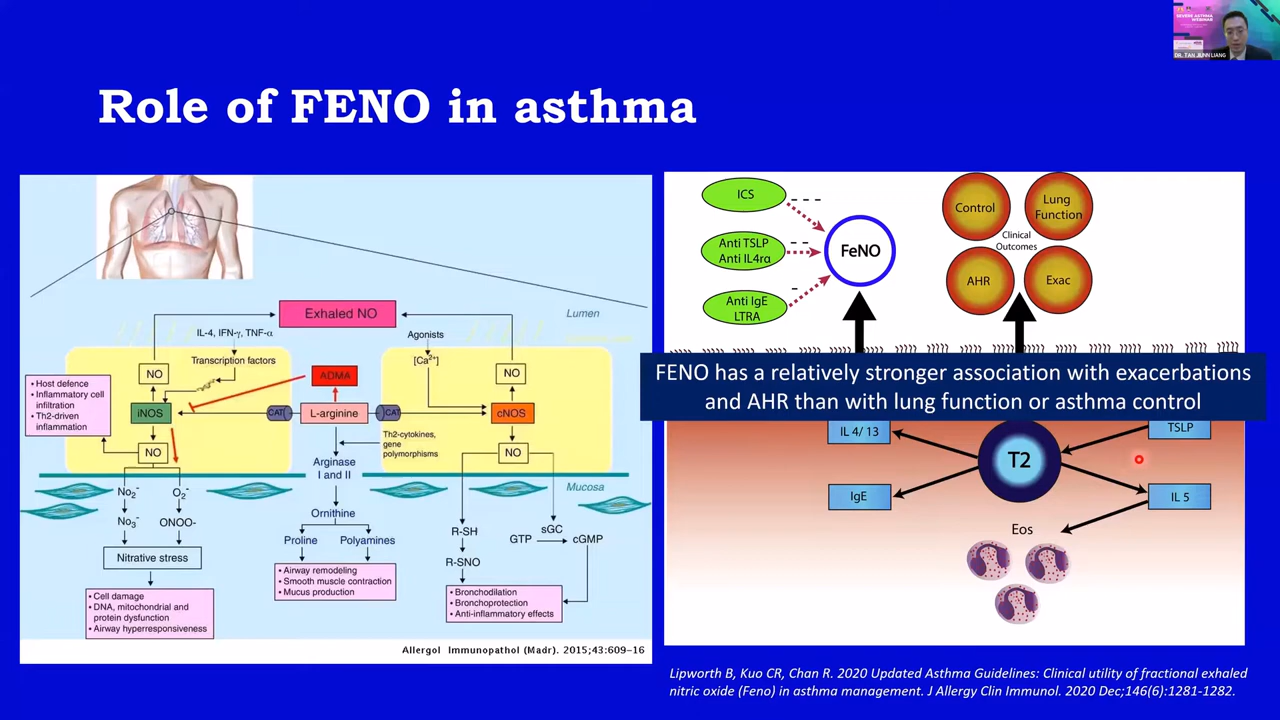 SEVERE ASTHMA
WEBINAR
DR. TAN JUNN LIANG
Role of FENO in asthma
Exhaled NO
Lumen
IL-4, IFN-γ, TNF-α
Transcription factors
Agonists
[Ca²⁺]
NO
NO
ADMA
• Host defence
• Inflammatory cell
infiltration
• Th2-driven
inflammation
iNOS
CAT
L-arginine
CAT
cNOS
NO
NO
Th2-cytokines,
gene
polymorphisms
Arginase
I and II
Mucosa
No₂⁻
O₂⁻
No₃⁻
ONOO-
Nitrative stress
Ornithine
Proline
Polyamines
R-SH
R-SNO
GTP
sGC
cGMP
• Cell damage
• DNA, mitochondrial and
protein dysfunction
• Airway hyperresponsiveness
• Airway remodeling
• Smooth muscle contraction
• Mucus production
• Bronchodilation
• Bronchoprotection
• Anti-inflammatory effects
Allergol Immunopathol (Madr). 2015;43:609-16
ICS
- - -
Anti TSLP
Anti IL4rα
- -
Anti IgE
LTRA
-
FeNO
Control
Lung
Function
Clinical
Outcomes
AHR
Exac
FENO has a relatively stronger association with exacerbations
and AHR than with lung function or asthma control
IL 4/ 13
TSLP
T2
IgE
IL 5
Eos
Lipworth B, Kuo CR, Chan R. 2020 Updated Asthma Guidelines: Clinical utility of fractional exhaled
nitric oxide (Feno) in asthma management. J Allergy Clin Immunol. 2020 Dec;146(6):1281-1282.